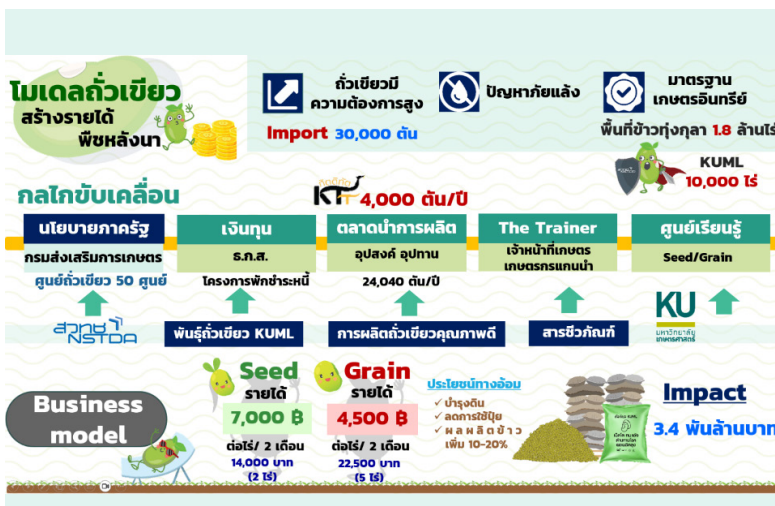 โมเดลถั่วเขียว
สร้างรายได้
พืชหลังนา
ถั่วเขียวมี
ความต้องการสูง
Import 30,000 ตัน
ปัญหาภัยแล้ง
มาตรฐาน
เกษตรอินทรีย์
พื้นที่ข้าวทุ่งกุลา 1.8 ล้านไร่
KUML
10,000 ไร่
กลไกขับเคลื่อน
4,000 ตัน/ปี
นโยบายภาครัฐ
กรมส่งเสริมการเกษตร
ศูนย์ถั่วเขียว 50 ศูนย์
เงินทุน
ธ.ก.ส.
โครงการพักชำระหนี้
ตลาดนำการผลิต
อุปสงค์ อุปทาน
24,040 ตัน/ปี
The Trainer
เจ้าหน้าที่เกษตร
เกษตรกรแกนนำ
ศูนย์เรียนรู้
Seed/Grain
สวทช
NSTDA
พันธุ์ถั่วเขียว KUML
การผลิตถั่วเขียวคุณภาพดี
สารชีวภัณฑ์
KU
มหาวิทยาลัย
เกษตรศาสตร์
Business
model
Seed
รายได้
7,000 ฿
ต่อไร่/ 2 เดือน
14,000 บาท
(2 ไร่)
Grain
รายได้
4,500 ฿
ต่อไร่/ 2 เดือน
22,500 บาท
(5 ไร่)
ประโยชน์ทางอ้อม
✓ บำรุงดิน
✓ ลดการใช้ปุ๋ย
✓ ผลผลิตข้าว
เพิ่ม 10-20%
Impact
3.4 พันล้านบาท